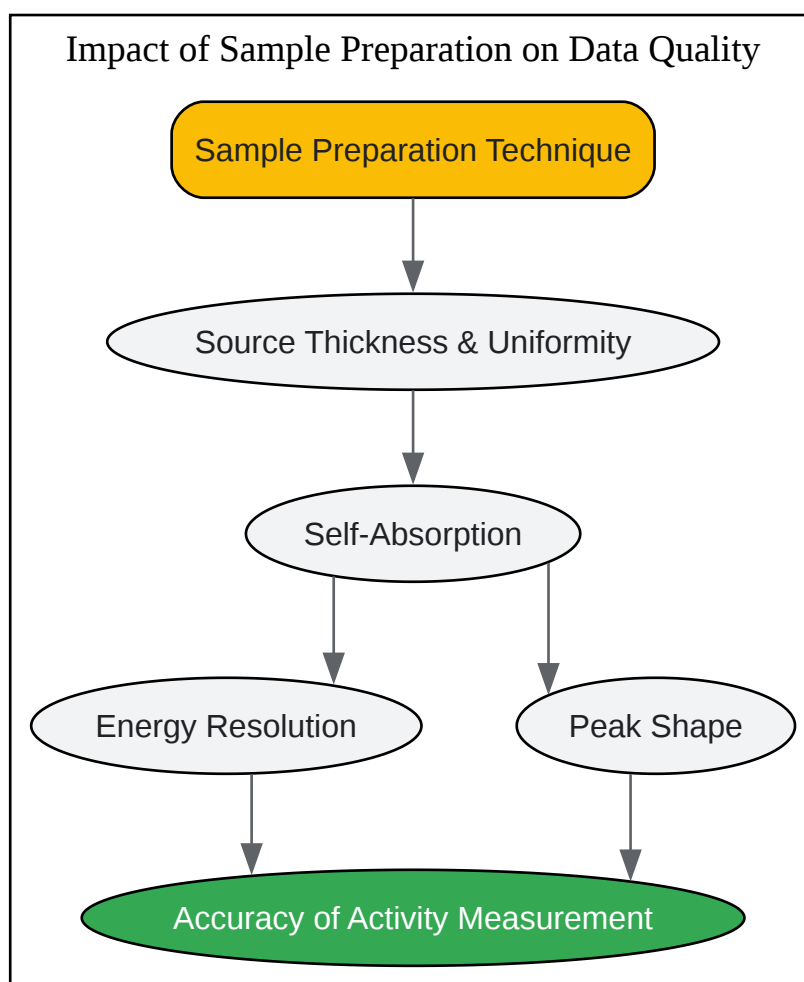 Impact of Sample Preparation on Data Quality
Sample Preparation Technique
Source Thickness & Uniformity
Self-Absorption
Energy Resolution
Peak Shape
Accuracy of Activity Measurement